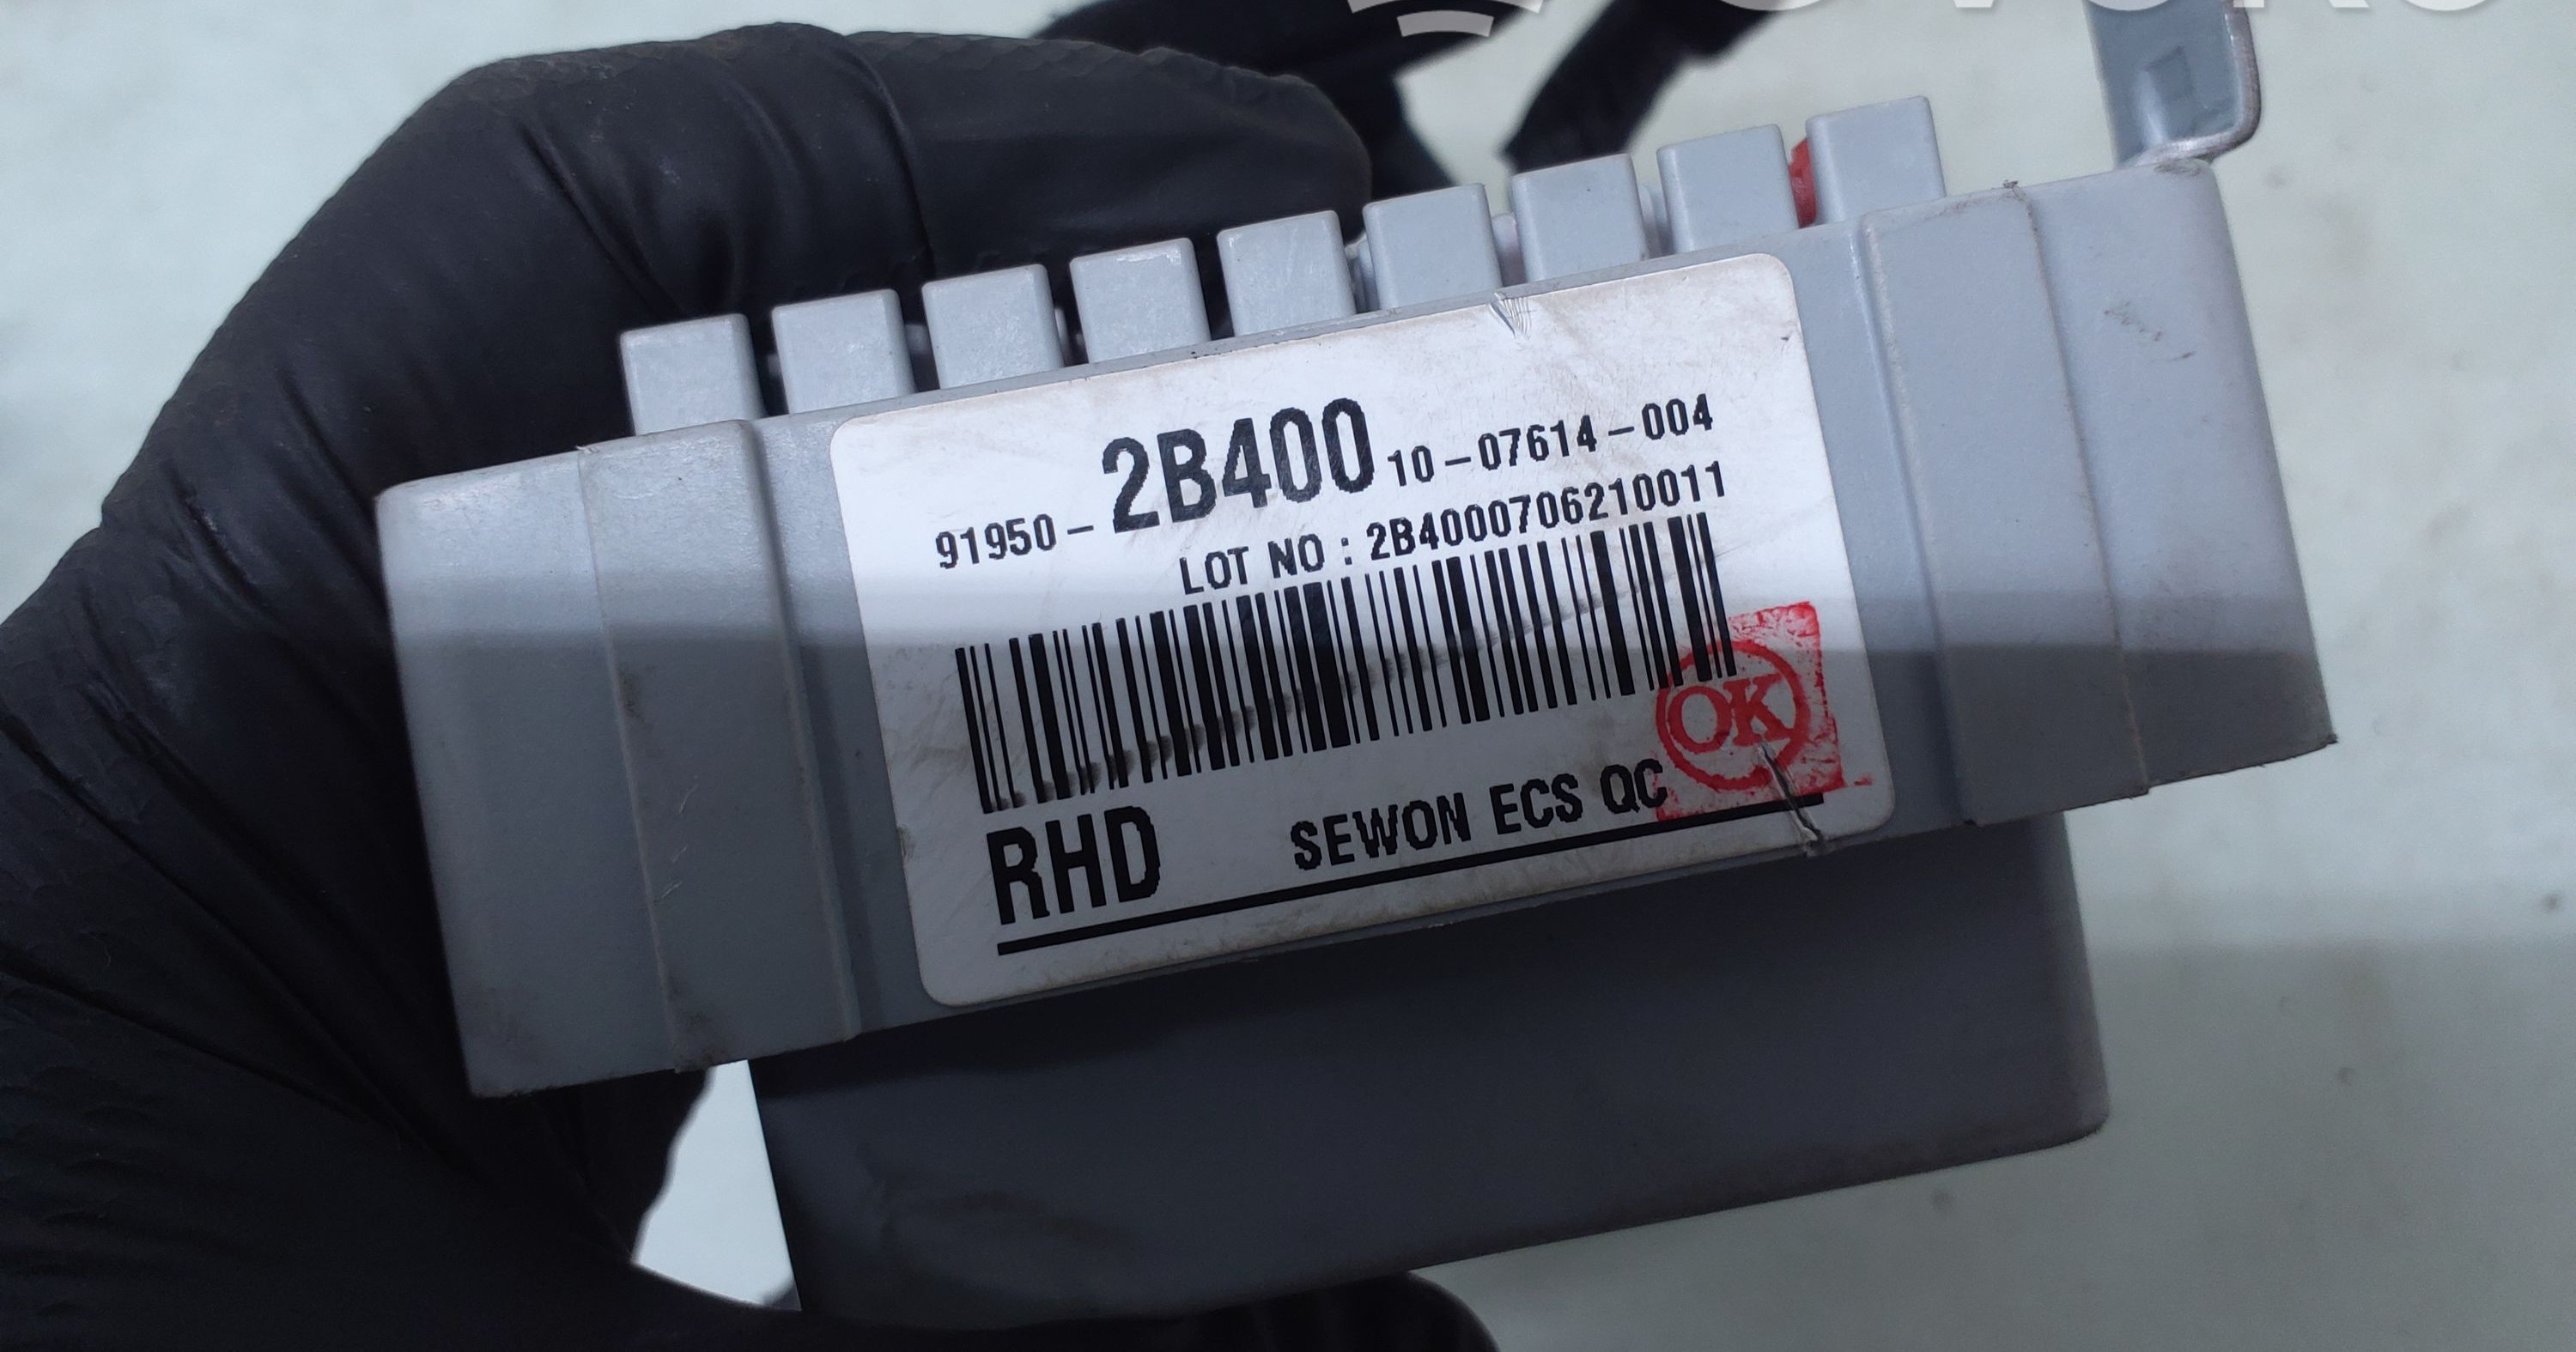 91950-2B400 10-07614-004
LOT NO : 2B4000706210011
RHD SEWON ECS QC
OK